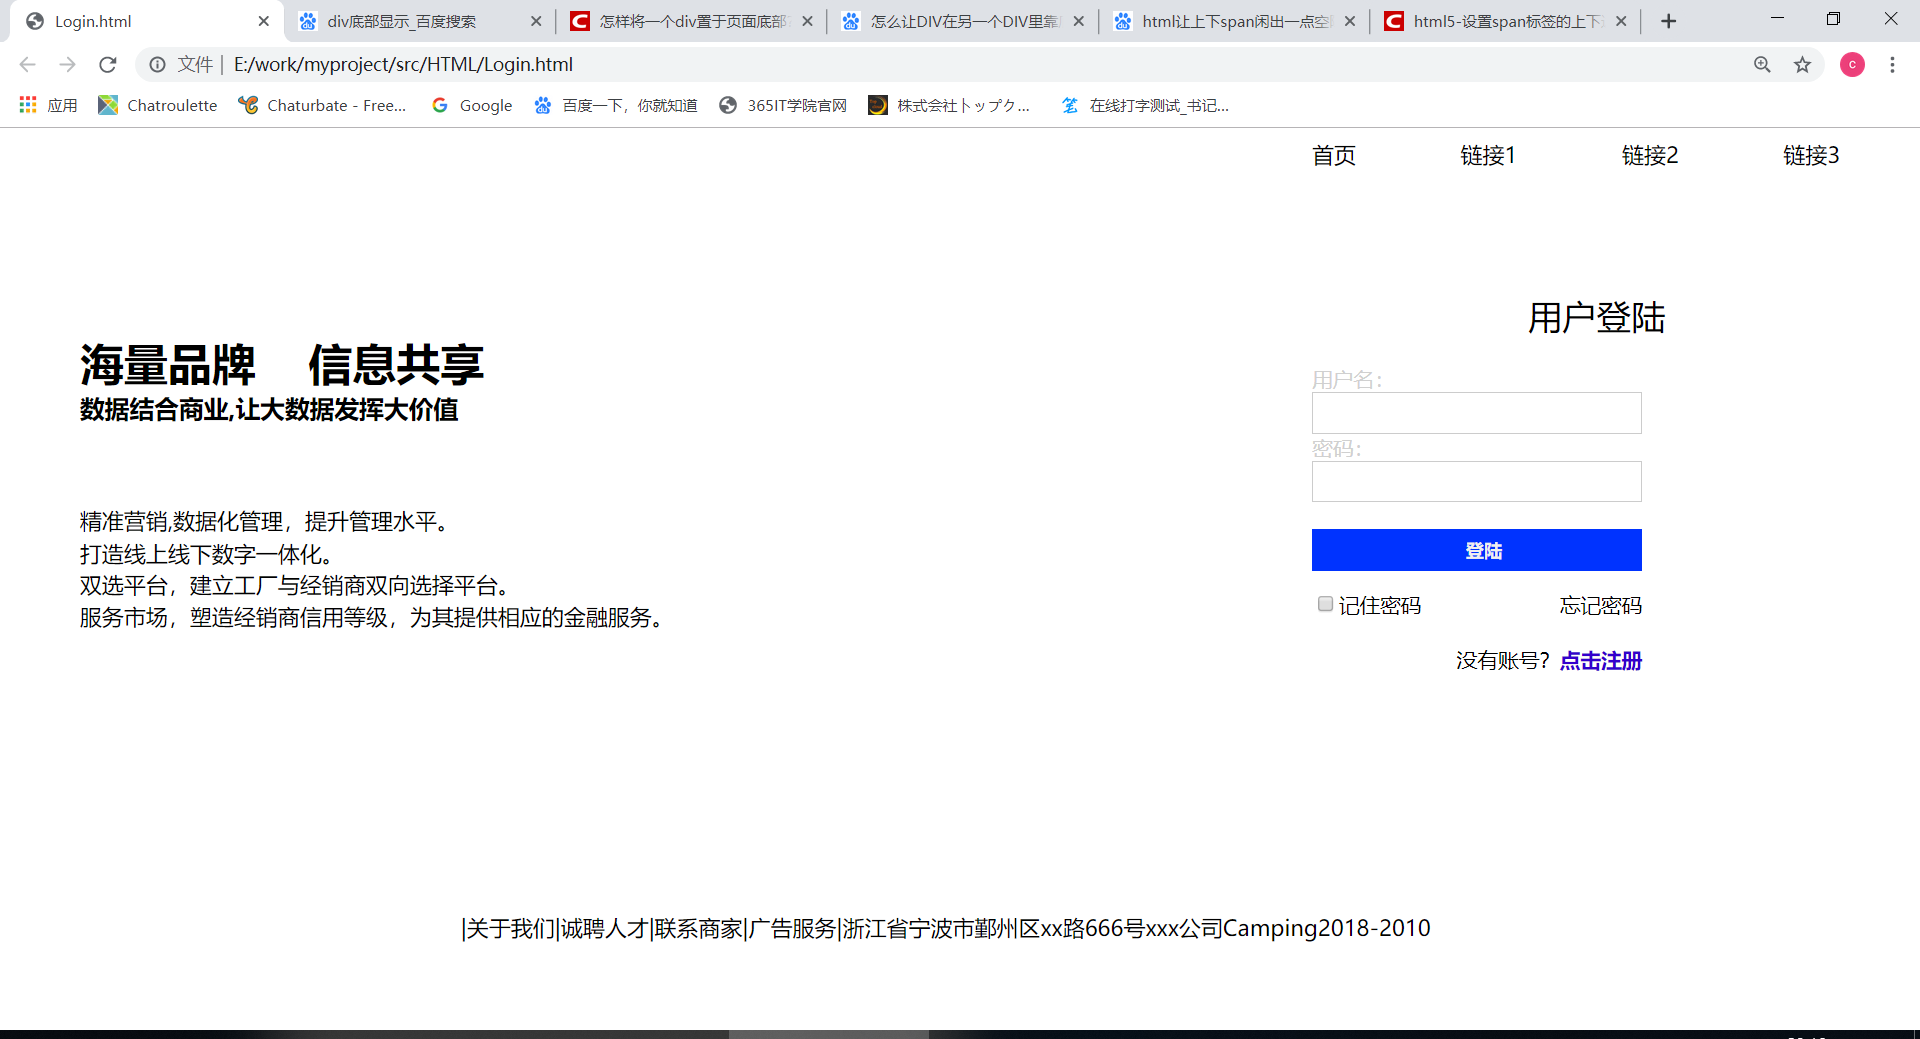 Login.html
div底部显示_百度搜索
怎样将一个div置于页面底部
怎么让DIV在另一个DIV里靠
html让上下span闲出一点空
html5-设置span标签的上下
文件 | E:/work/myproject/src/HTML/Login.html
c
应用
Chatroulette
Chaturbate - Free...
Google
百度一下，你就知道
365IT学院官网
株式会社トップク...
在线打字测试_书记...
首页 链接1 链接2 链接3
用户登陆
海量品牌 信息共享
数据结合商业,让大数据发挥大价值
用户名：
密码：
精准营销,数据化管理，提升管理水平。
打造线上线下数字一体化。
双选平台，建立工厂与经销商双向选择平台。
服务市场，塑造经销商信用等级，为其提供相应的金融服务。
登陆
记住密码 忘记密码
没有账号？点击注册
|关于我们|诚聘人才|联系商家|广告服务|浙江省宁波市鄞州区xx路666号xxx公司Camping2018-2010